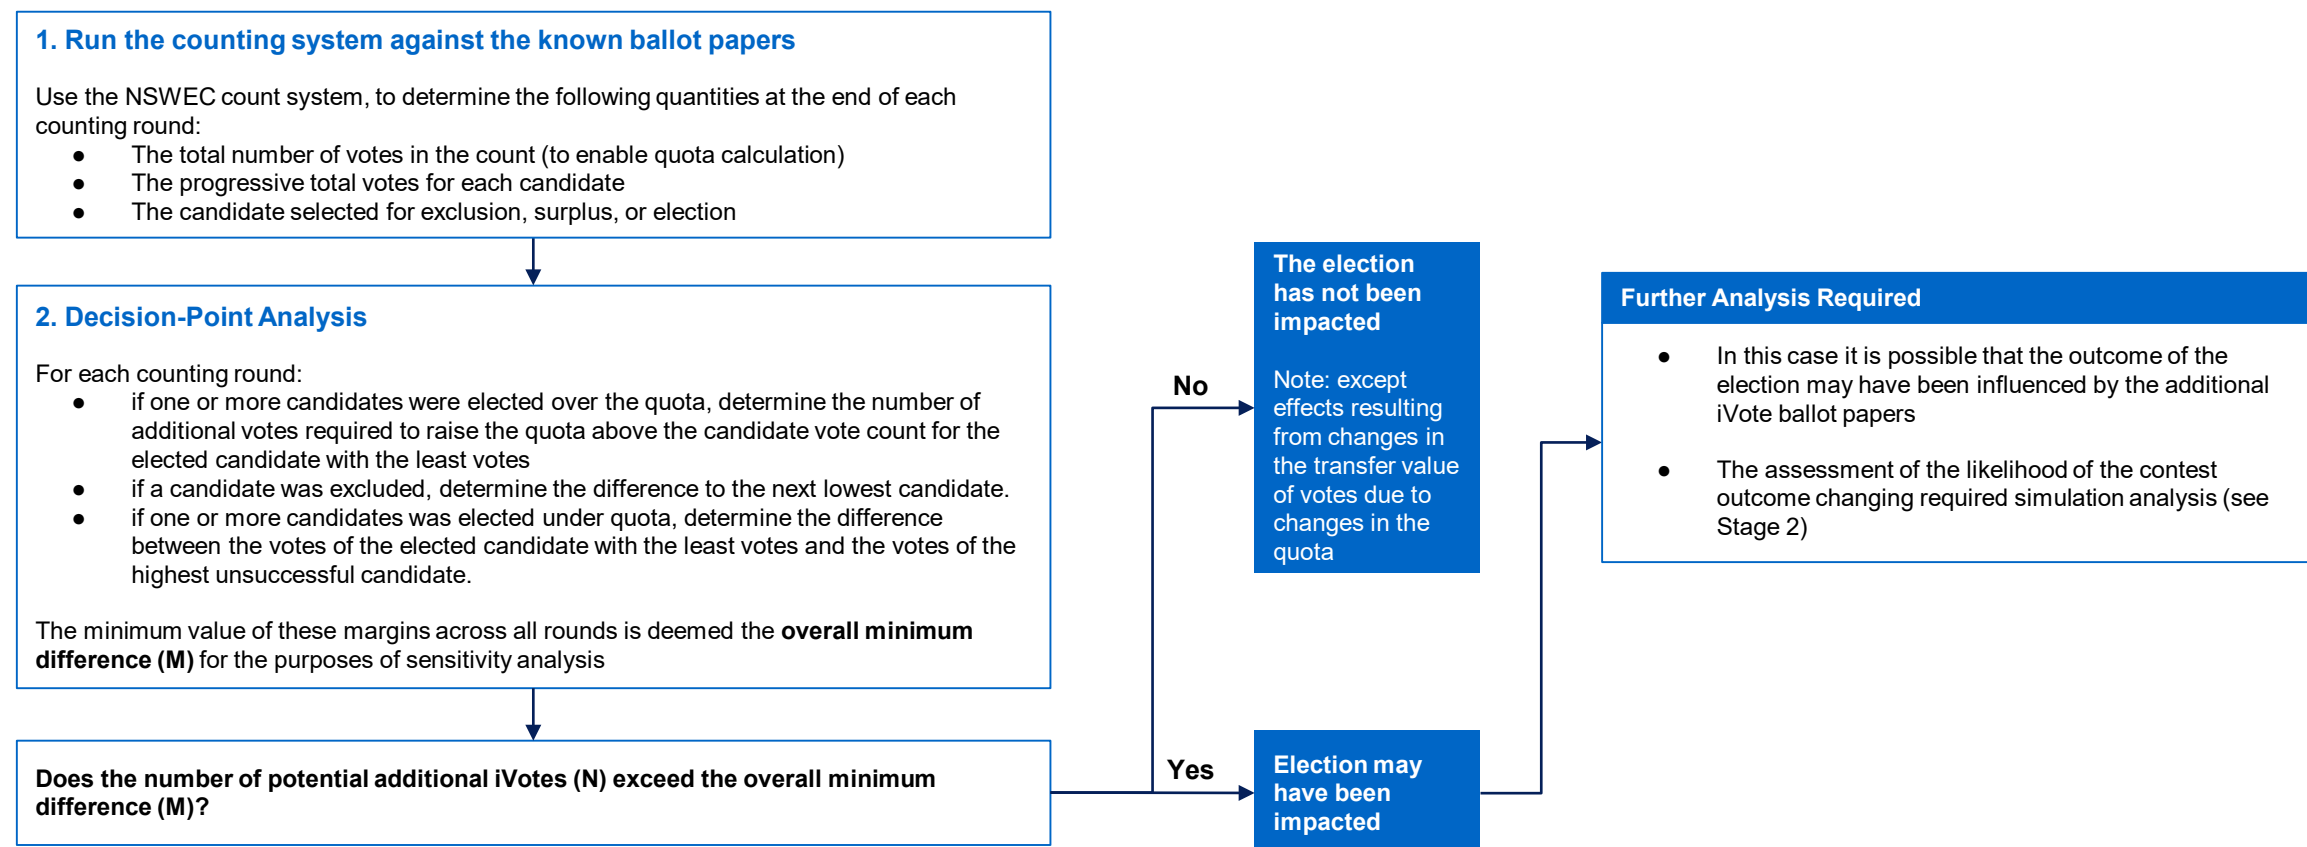 1. Run the counting system against the known ballot papers
Use the NSWEC count system, to determine the following quantities at the end of each
counting round:
● The total number of votes in the count (to enable quota calculation)
● The progressive total votes for each candidate
● The candidate selected for exclusion, surplus, or election
2. Decision-Point Analysis
For each counting round:
● if one or more candidates were elected over the quota, determine the number of
additional votes required to raise the quota above the candidate vote count for the
elected candidate with the least votes
● if a candidate was excluded, determine the difference to the next lowest candidate.
● if one or more candidates was elected under quota, determine the difference
between the votes of the elected candidate with the least votes and the votes of the
highest unsuccessful candidate.
The minimum value of these margins across all rounds is deemed the overall minimum
difference (M) for the purposes of sensitivity analysis
Does the number of potential additional iVotes (N) exceed the overall minimum
difference (M)?
No
The election
has not been
impacted
Note: except
effects resulting
from changes in
the transfer value
of votes due to
changes in the
quota
Yes
Election may
have been
impacted
Further Analysis Required
● In this case it is possible that the outcome of the
election may have been influenced by the additional
iVote ballot papers
● The assessment of the likelihood of the contest
outcome changing required simulation analysis (see
Stage 2)